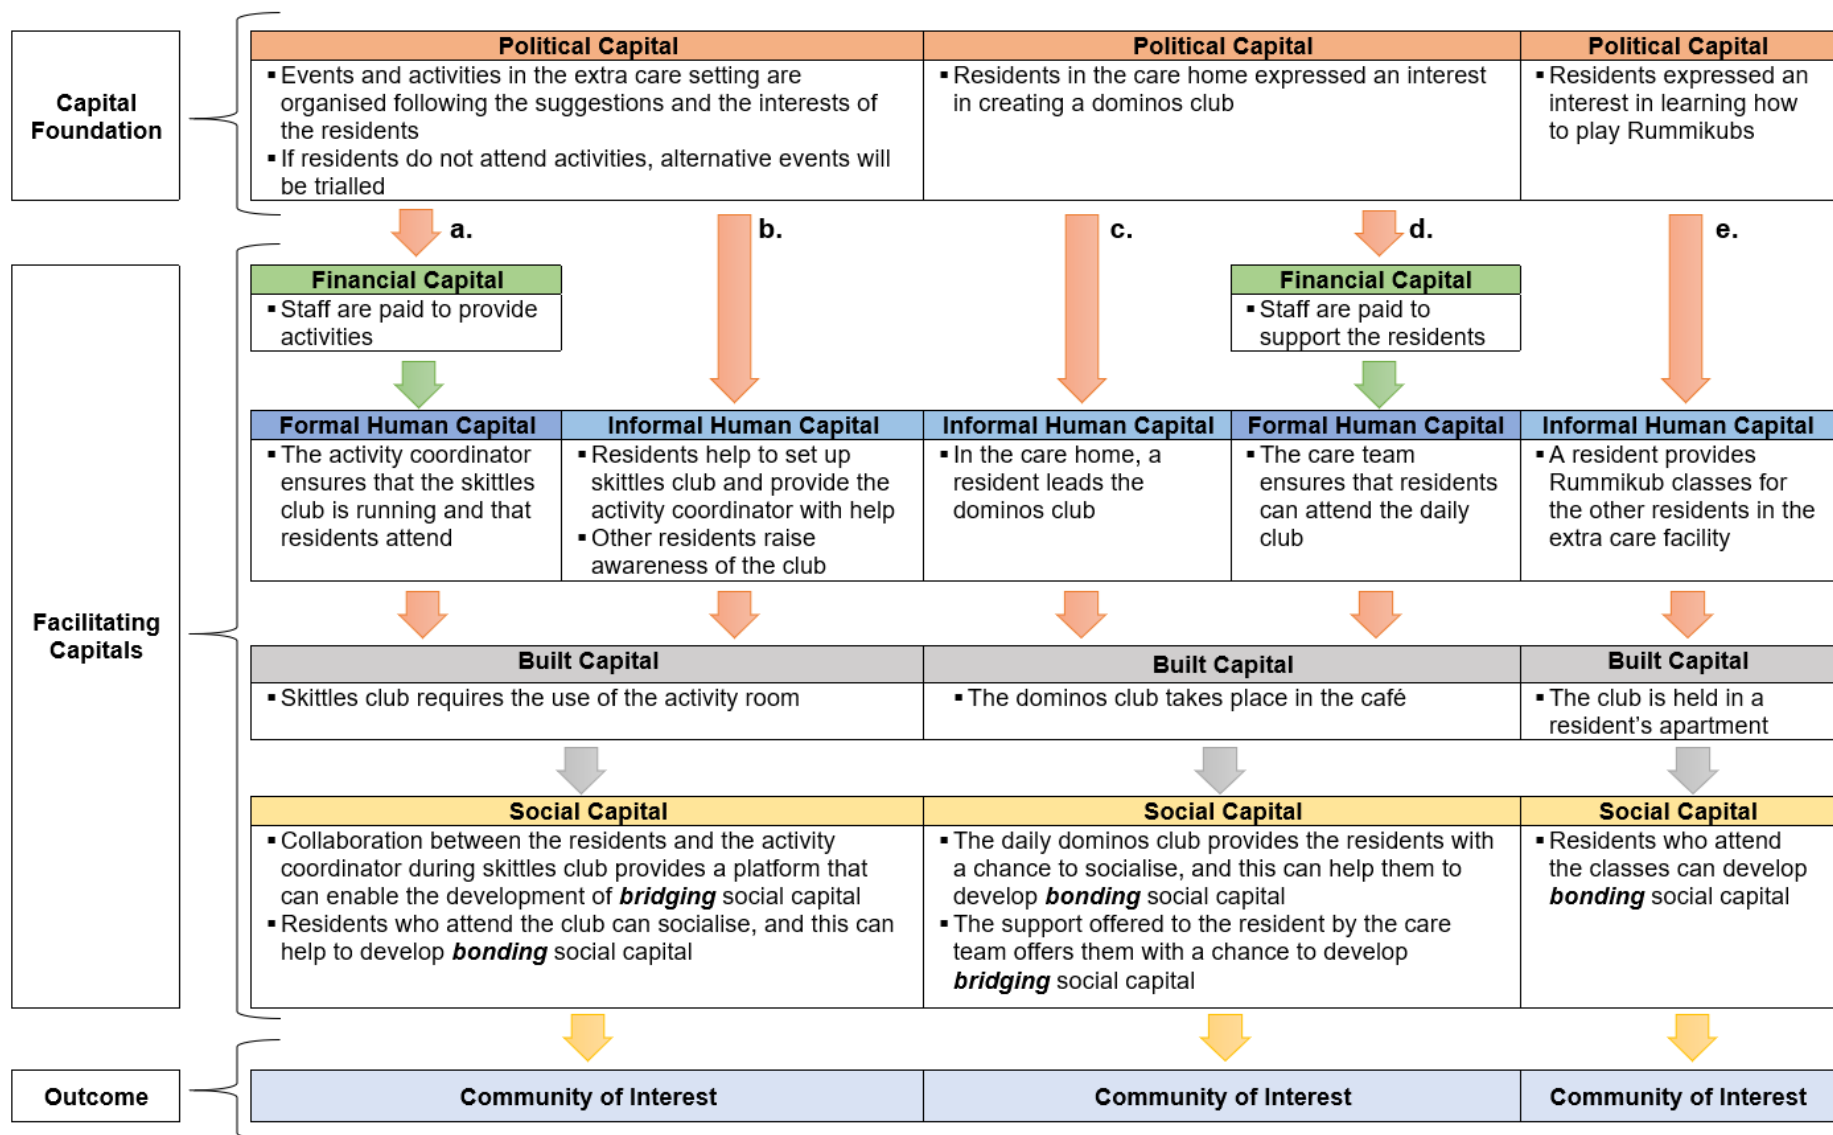 Capital
Foundation
Political Capital
▪ Events and activities in the extra care setting are
organised following the suggestions and the interests of
the residents
▪ If residents do not attend activities, alternative events will
be trialled
Political Capital
▪ Residents in the care home expressed an interest
in creating a dominos club
Political Capital
▪ Residents expressed an
interest in learning how
to play Rummikubs
a.
b.
c.
d.
e.
Facilitating
Capitals
Financial Capital
▪ Staff are paid to provide
activities
Financial Capital
▪ Staff are paid to
support the residents
Formal Human Capital
▪ The activity coordinator
ensures that the skittles
club is running and that
residents attend
Informal Human Capital
▪ Residents help to set up
skittles club and provide the
activity coordinator with help
▪ Other residents raise
awareness of the club
Informal Human Capital
▪ In the care home, a
resident leads the
dominos club
Formal Human Capital
▪ The care team
ensures that residents
can attend the daily
club
Informal Human Capital
▪ A resident provides
Rummikub classes for
the other residents in the
extra care facility
Built Capital
▪ Skittles club requires the use of the activity room
Built Capital
▪ The dominos club takes place in the café
Built Capital
▪ The club is held in a
resident's apartment
Social Capital
▪ Collaboration between the residents and the activity
coordinator during skittles club provides a platform that
can enable the development of bridging social capital
▪ Residents who attend the club can socialise, and this can
help to develop bonding social capital
Social Capital
▪ The daily dominos club provides the residents with
a chance to socialise, and this can help them to
develop bonding social capital
▪ The support offered to the resident by the care
team offers them with a chance to develop
bridging social capital
Social Capital
▪ Residents who attend
the classes can develop
bonding social capital
Outcome
Community of Interest
Community of Interest
Community of Interest